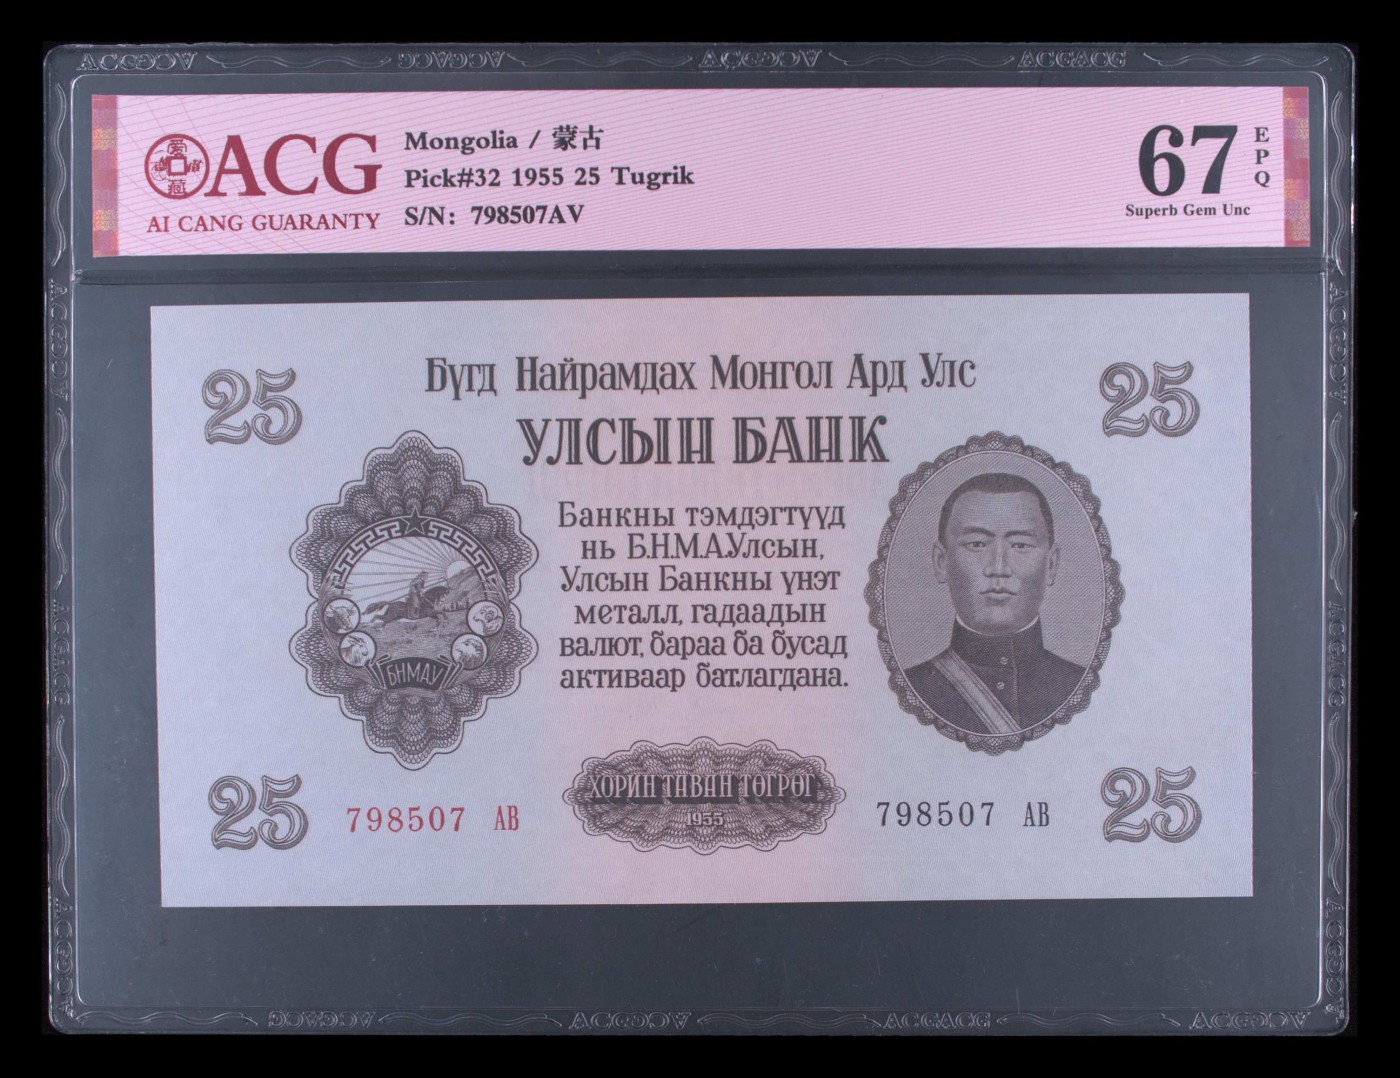 ACG
AI CANG GUARANTY
Mongolia / 蒙古
Pick#32 1955 25 Tugrik
S/N: 798507AV
67
EPQ
Superb Gem Unc
25
Бүгд Найрамдах Монгол Ард Улс
25
УЛСЫН БАНК
Банкны тэмдэгтүүд
нь Б.Н.М.А.Улсын,
Улсын Банкны үнэт
металл, гадаадын
валют, бараа ба бусад
активаар батлагдана.
БНМАУ
25
798507 АВ
ХОРИН ТАВАН ТӨГРӨГ
1955
798507 АВ
25